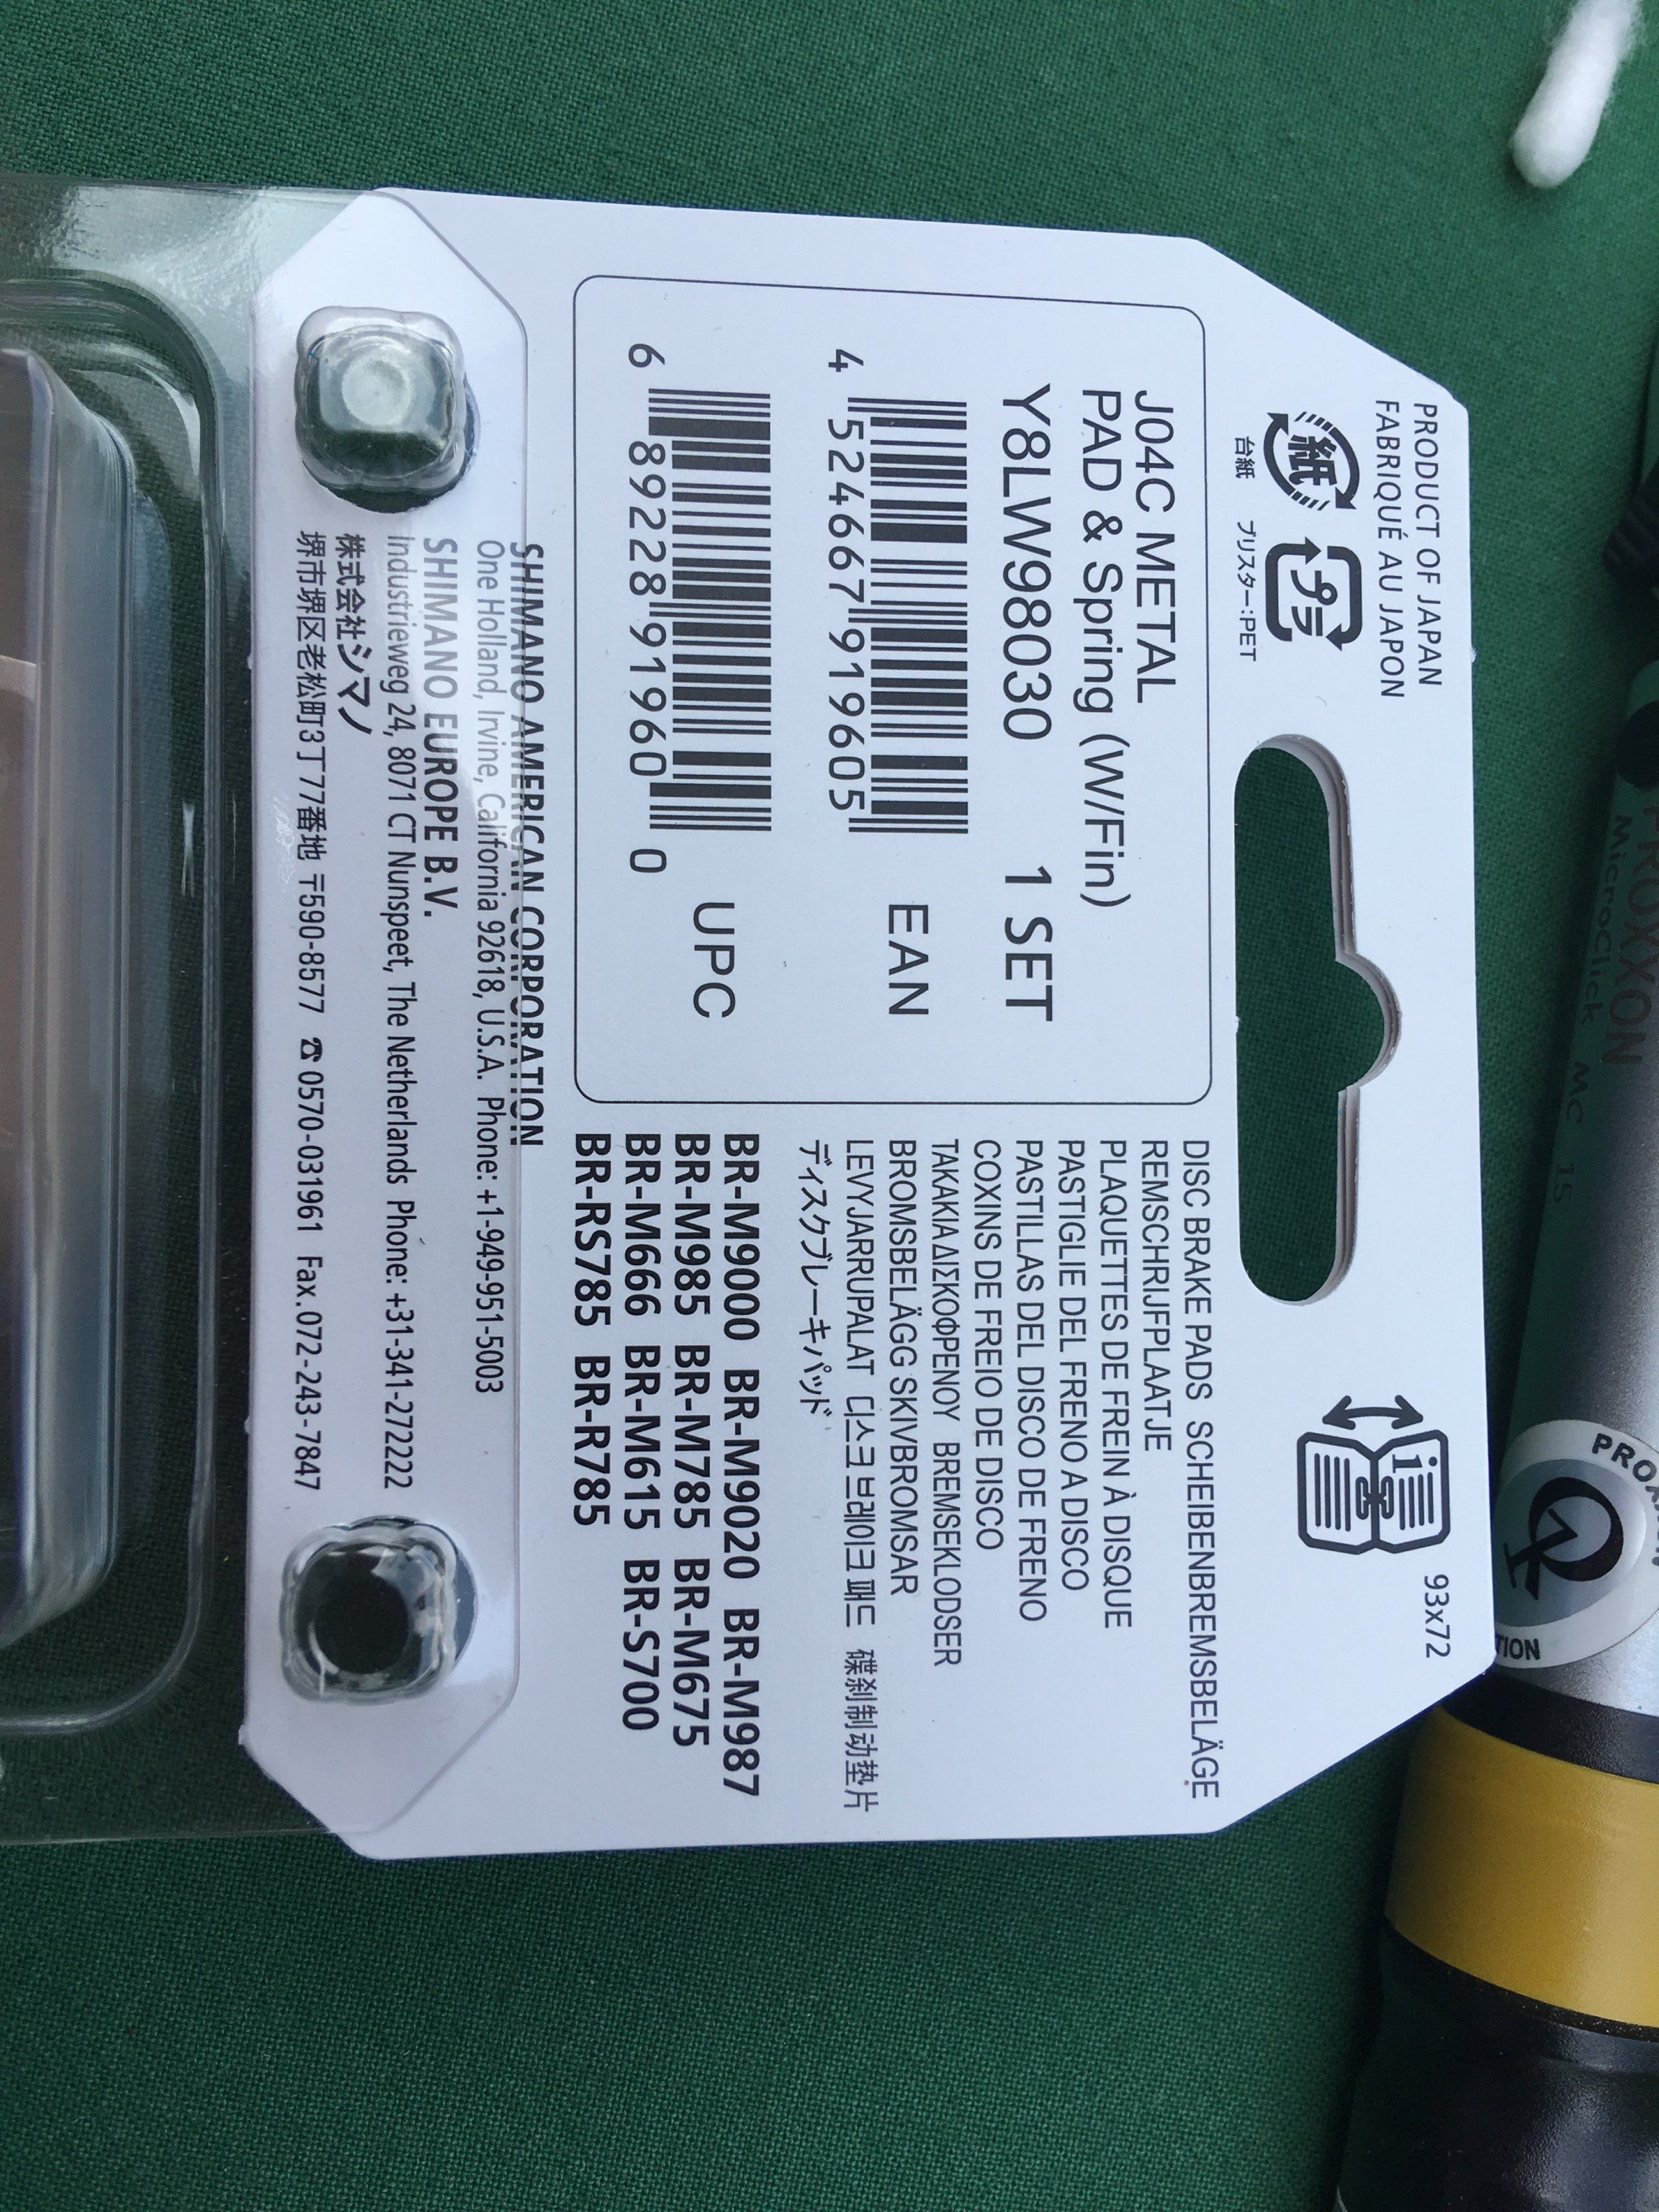 PRODUCT OF JAPAN
FABRIQUÉ AU JAPON
紙
プラ
台紙 ブリスター:PET
93x72
J04C METAL
PAD & Spring (W/Fin)
Y8LW98030 1 SET
4 524667 919605
EAN
6 89228 91960 0
UPC
DISC BRAKE PADS SCHEIBENBREMSBELÄGE
REMSCHRIJFPLAATJE
PLAQUETTES DE FREIN À DISQUE
PASTIGLIE DEL FRENO A DISCO
PASTILLAS DEL DISCO DE FRENO
COXINS DE FREIO DE DISCO
ΤΑΚΑΚΙΑ ΔΙΣΚΟΦΡΕΝΟΥ BREMSEKLODSER
BROMSBELÄGG SKIVBROMSAR
LEVYJARRUPALAT 디스크 브레이크 패드 碟刹制动垫片
ディスクブレーキパッド
BR-M9000 BR-M9020 BR-M987
BR-M985 BR-M785 BR-M675
BR-M666 BR-M615 BR-S700
BR-RS785 BR-R785
SHIMANO AMERICAN CORPORATION
One Holland, Irvine, California 92618, U.S.A. Phone: +1-949-951-5003
SHIMANO EUROPE B.V.
Industrieweg 24, 8071 CT Nunspeet, The Netherlands Phone: +31-341-272222
株式会社シマノ
堺市堺区老松町3丁77番地 〒590-8577 ☎ 0570-031961 Fax.072-243-7847
PROXXON
MicroClick MC 15